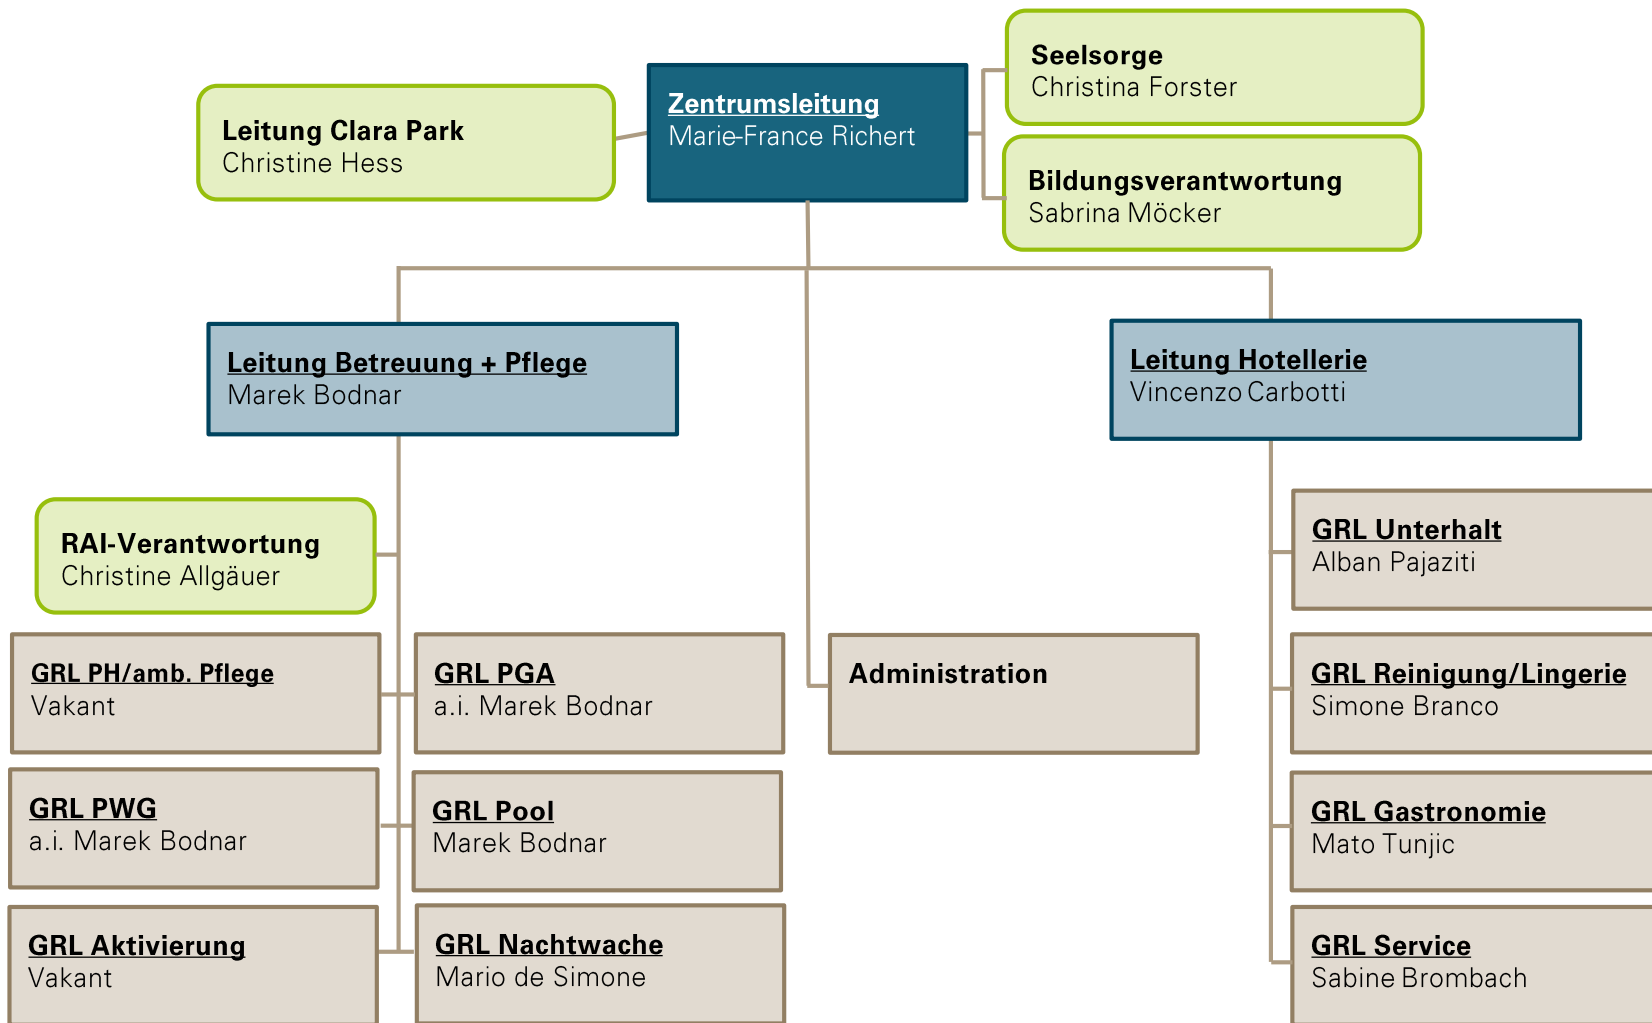 Seelsorge
Christina Forster
Zentrumsleitung
Marie-France Richert
Leitung Clara Park
Christine Hess
Bildungsverantwortung
Sabrina Möcker
Leitung Betreuung + Pflege
Marek Bodnar
Leitung Hotellerie
Vincenzo Carbotti
RAI-Verantwortung
Christine Allgäuer
GRL Unterhalt
Alban Pajaziti
GRL PH/amb. Pflege
Vakant
GRL PGA
a.i. Marek Bodnar
Administration
GRL Reinigung/Lingerie
Simone Branco
GRL PWG
a.i. Marek Bodnar
GRL Pool
Marek Bodnar
GRL Gastronomie
Mato Tunjic
GRL Aktivierung
Vakant
GRL Nachtwache
Mario de Simone
GRL Service
Sabine Brombach